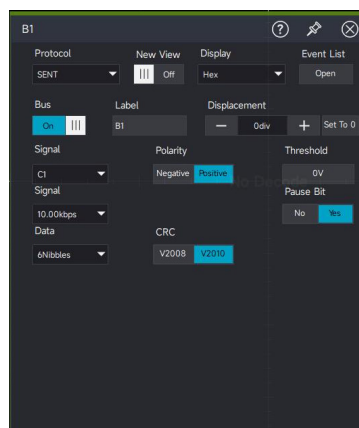 B1
Protocol New View Display Event List
SENT Off Hex Open
Bus Label Displacement
On B1 0div Set To 0
Signal Polarity Threshold
C1 Negative Positive 0V
No Decode
Signal Pause Bit
10.00kbps No Yes
Data CRC
6Nibbles V2008 V2010